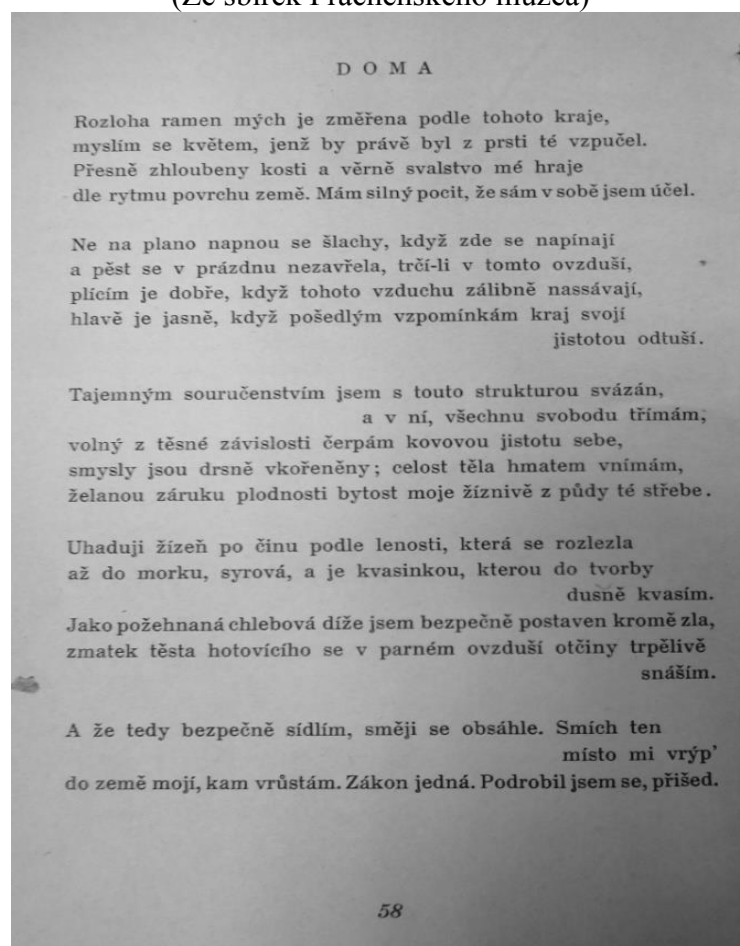 (Ze sbírek Prácheňského muzea)
D O M A
Rozloha ramen mých je změřena podle tohoto kraje,
myslím se květem, jenž by právě byl z prsti té vzpučel.
Přesně zhloubeny kosti a věrně svalstvo mé hraje
dle rytmu povrchu země. Mám silný pocit, že sám v sobě jsem účel.
Ne na plano napnou se šlachy, když zde se napínají
a pěst se v prázdnu nezavřela, trčí-li v tomto ovzduší,
plícím je dobře, když tohoto vzduchu zálibně nassávají,
hlavě je jasně, když pošedlým vzpomínkám kraj svojí
jistotou odtuší.
Tajemným souručenstvím jsem s touto strukturou svázán,
a v ní, všechnu svobodu třímám,
volný z těsné závislosti čerpám kovovou jistotu sebe,
smysly jsou drsně vkořeněny; celost těla hmatem vnímám,
želanou záruku plodnosti bytost moje žíznivě z půdy té střebe.
Uhaduji žízeň po činu podle lenosti, která se rozlezla
až do morku, syrová, a je kvasinkou, kterou do tvorby
dusně kvasím.
Jako požehnaná chlebová díže jsem bezpečně postaven kromě zla,
zmatek těsta hotovícího se v parném ovzduší otčiny trpělivě
snáším.
A že tedy bezpečně sídlím, směji se obsáhle. Smích ten
místo mi vrýp’
do země mojí, kam vrůstám. Zákon jedná. Podrobil jsem se, přišed.
58